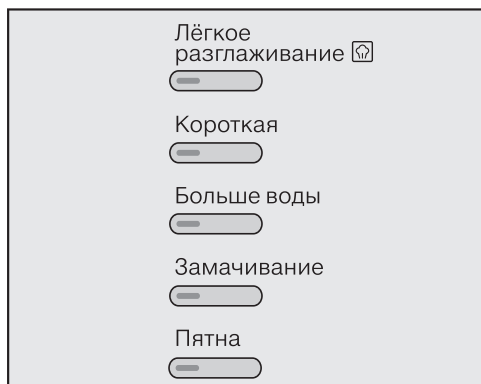 Лёгкое
разглаживание
Короткая
Больше воды
Замачивание
Пятна